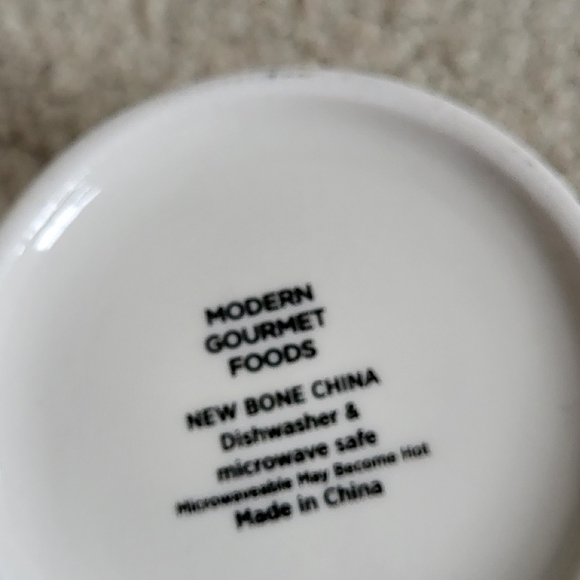 MODERN
GOURMET
FOODS
NEW BONE CHINA
Dishwasher &
microwave safe
Microwaveable May Become Hot
Made in China